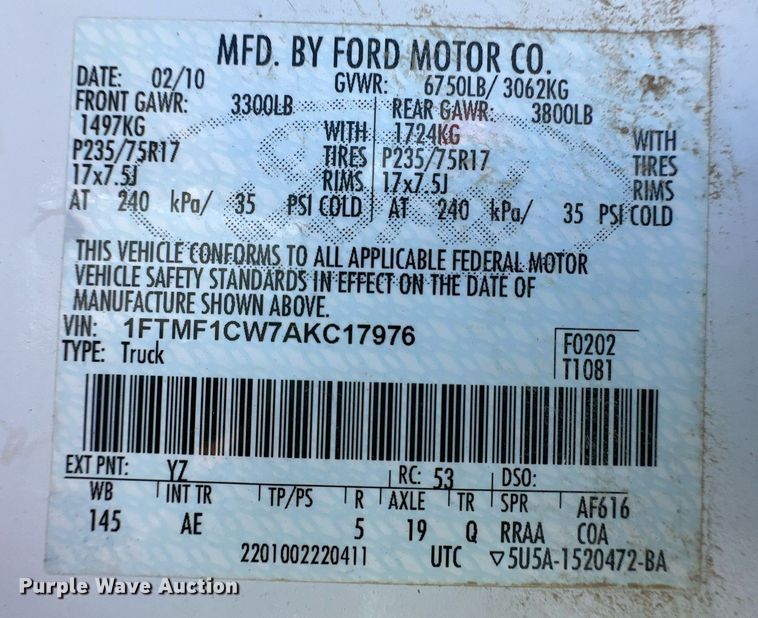 MFD. BY FORD MOTOR CO.
DATE: 02/10 GVWR: 6750LB/ 3062KG
FRONT GAWR: 3300LB REAR GAWR: 3800LB
1497KG WITH 1724KG WITH
P235/75R17 TIRES P235/75R17 TIRES
17x7.5J RIMS 17x7.5J RIMS
AT 240 kPa/ 35 PSI COLD AT 240 kPa/ 35 PSI COLD
THIS VEHICLE CONFORMS TO ALL APPLICABLE FEDERAL MOTOR
VEHICLE SAFETY STANDARDS IN EFFECT ON THE DATE OF
MANUFACTURE SHOWN ABOVE.
VIN: 1FTMF1CW7AKC17976 F0202
TYPE: Truck T1081
EXT PNT: YZ RC: 53 DSO:
WB INT TR TP/PS R AXLE TR SPR AF616
145 AE 5 19 Q RRAA COA
2201002220411 UTC ▽5U5A-1520472-BA
Purple Wave Auction